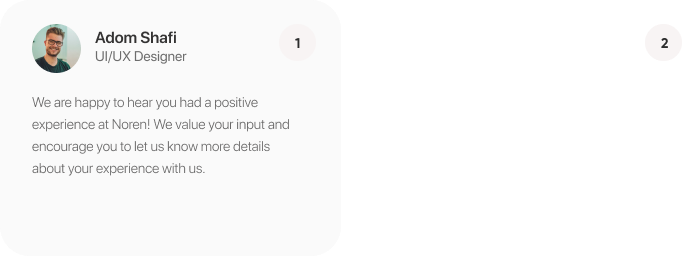 Adom Shafi
UI/UX Designer
1
We are happy to hear you had a positive
experience at Noren! We value your input and
encourage you to let us know more details
about your experience with us.
2